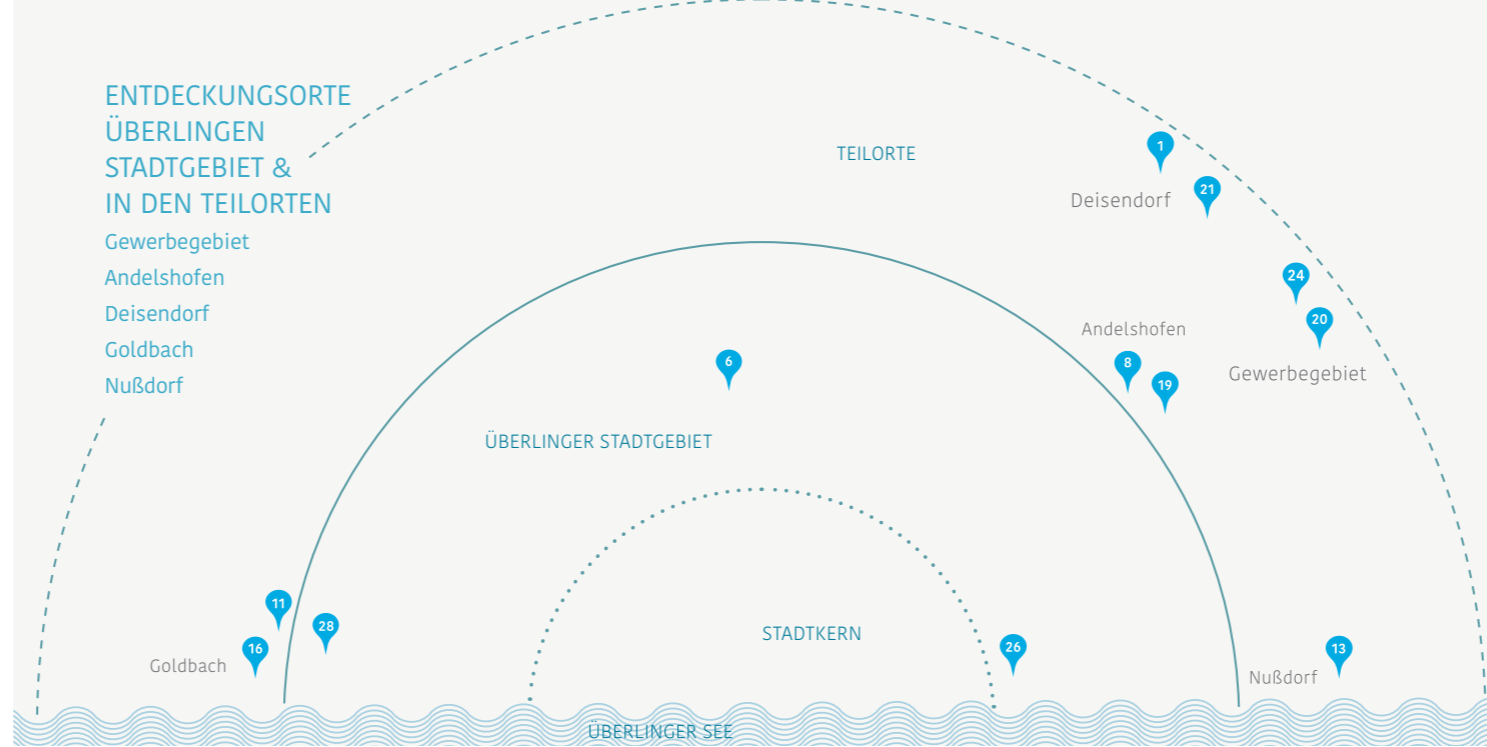 ENTDECKUNGSORTE
ÜBERLINGEN
STADTGEBIET &
IN DEN TEILORTEN
Gewerbegebiet
Andelshofen
Deisendorf
Goldbach
Nußdorf
TEILORTE
1
21
Deisendorf
24
20
Gewerbegebiet
Andelshofen
8
19
6
ÜBERLINGER STADTGEBIET
11
28
16
Goldbach
STADTKERN
26
13
Nußdorf
ÜBERLINGER SEE